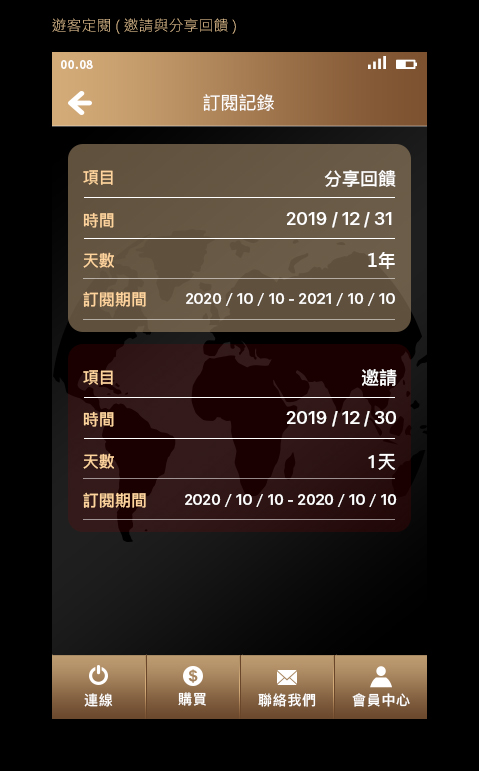 遊客定閱 ( 邀請與分享回饋 )
00.08
訂閱記錄
項目 分享回饋
時間 2019 / 12 / 31
天數 1年
訂閱期間 2020 / 10 / 10 - 2021 / 10 / 10
項目 邀請
時間 2019 / 12 / 30
天數 1天
訂閱期間 2020 / 10 / 10 - 2020 / 10 / 10
連線 購買 聯絡我們 會員中心